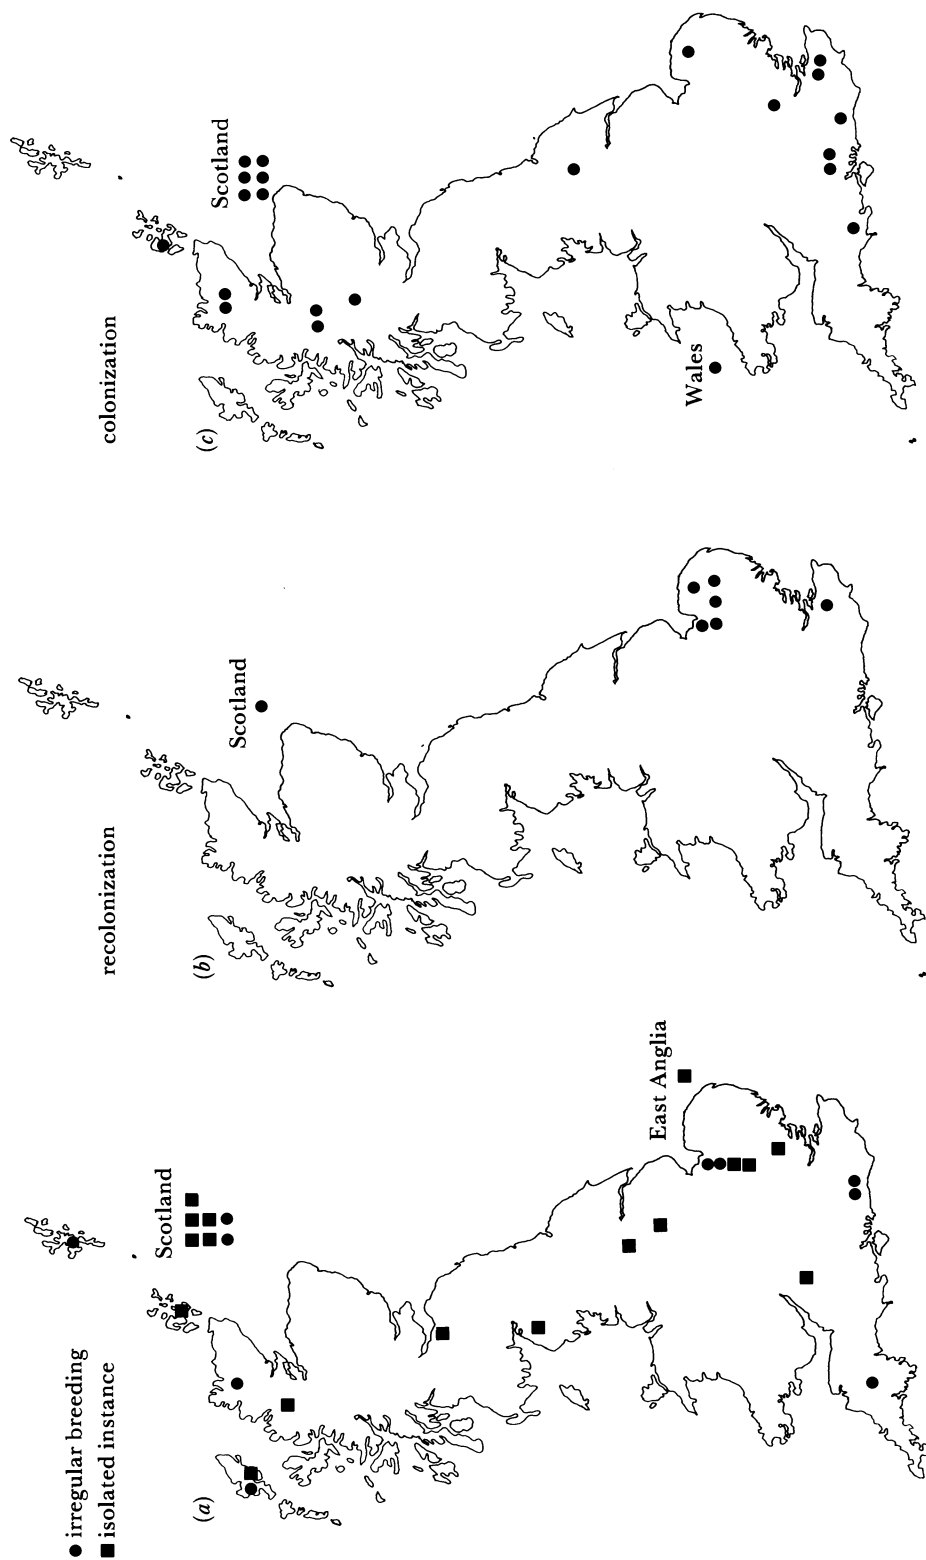 irregular breeding
isolated instance
(a)
Scotland
East Anglia
recolonization
(b)
Scotland
colonization
(c)
Scotland
Wales